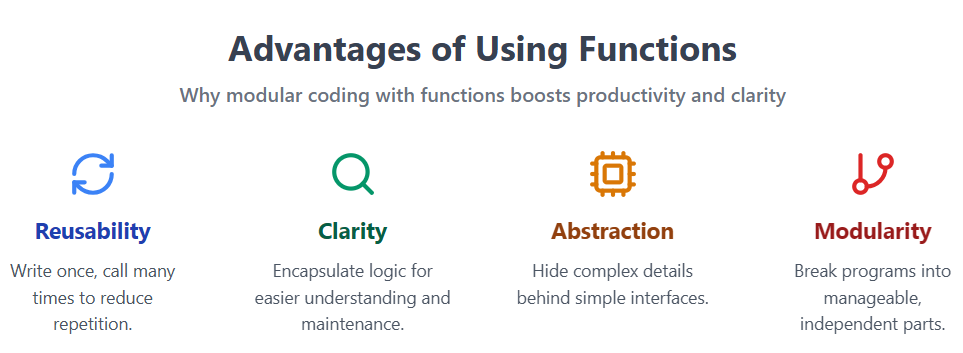 Advantages of Using Functions
Why modular coding with functions boosts productivity and clarity
Reusability
Write once, call many
times to reduce
repetition.
Clarity
Encapsulate logic for
easier understanding and
maintenance.
Abstraction
Hide complex details
behind simple interfaces.
Modularity
Break programs into
manageable,
independent parts.